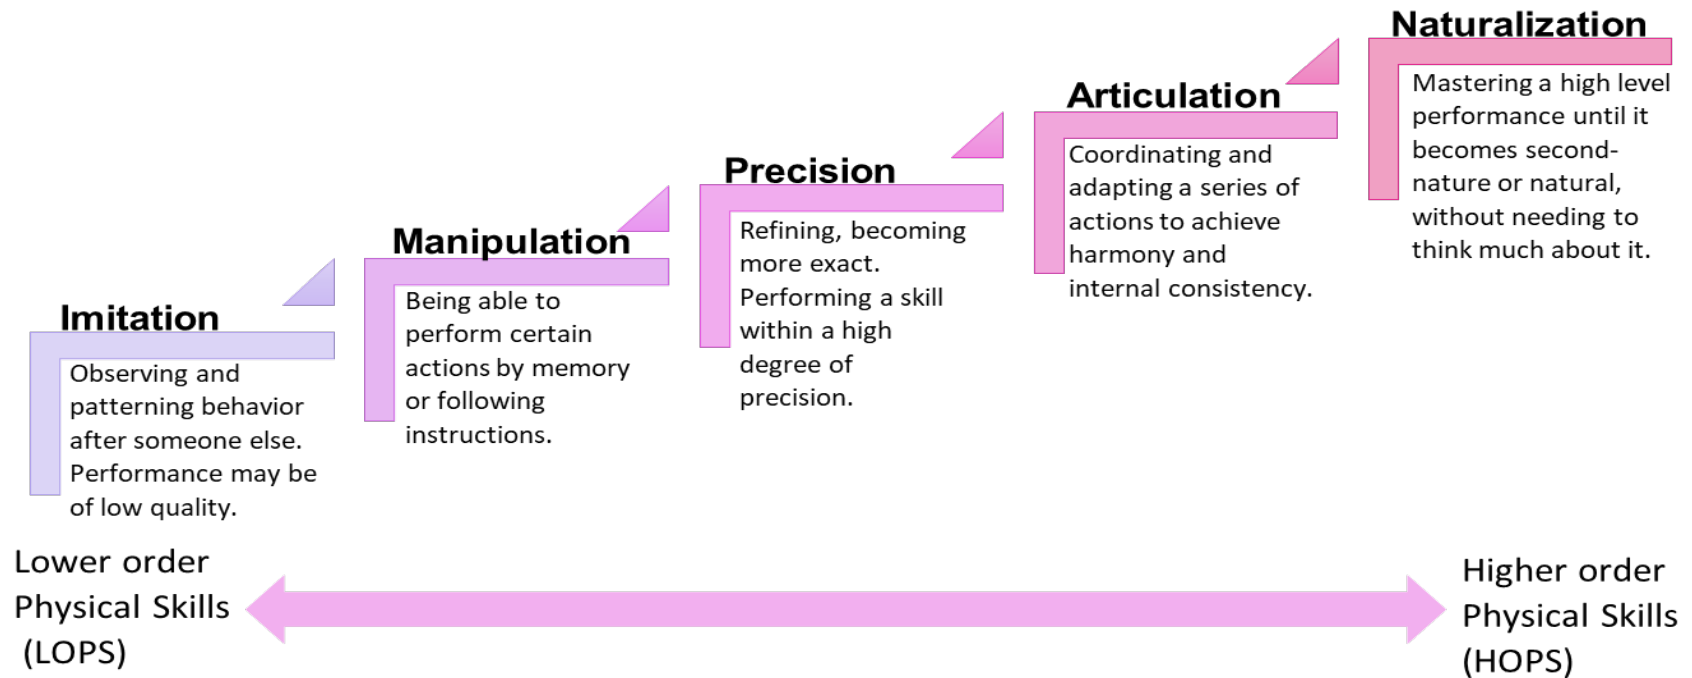 Imitation
Observing and
patterning behavior
after someone else.
Performance may be
of low quality.
Manipulation
Being able to
perform certain
actions by memory
or following
instructions.
Precision
Refining, becoming
more exact.
Performing a skill
within a high
degree of
precision.
Articulation
Coordinating and
adapting a series of
actions to achieve
harmony and
internal consistency.
Naturalization
Mastering a high level
performance until it
becomes second-
nature or natural,
without needing to
think much about it.
Lower order
Physical Skills
(LOPS)
Higher order
Physical Skills
(HOPS)